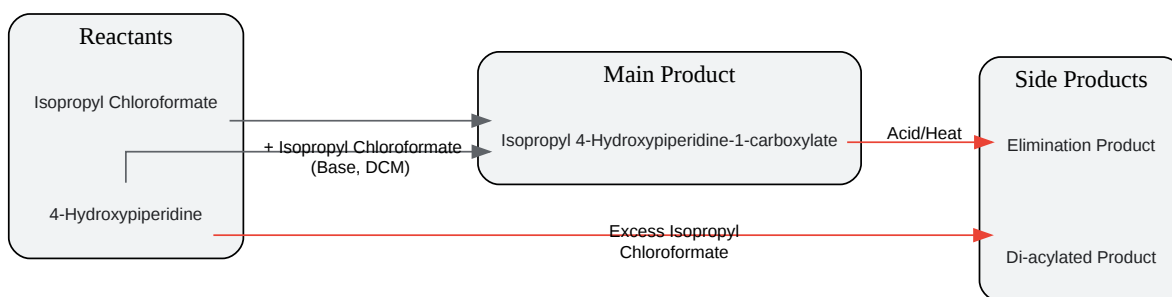 Reactants
Isopropyl Chloroformate
4-Hydroxypiperidine
+ Isopropyl Chloroformate
(Base, DCM)
Main Product
Isopropyl 4-Hydroxypiperidine-1-carboxylate
Acid/Heat
Excess Isopropyl
Chloroformate
Side Products
Elimination Product
Di-acylated Product